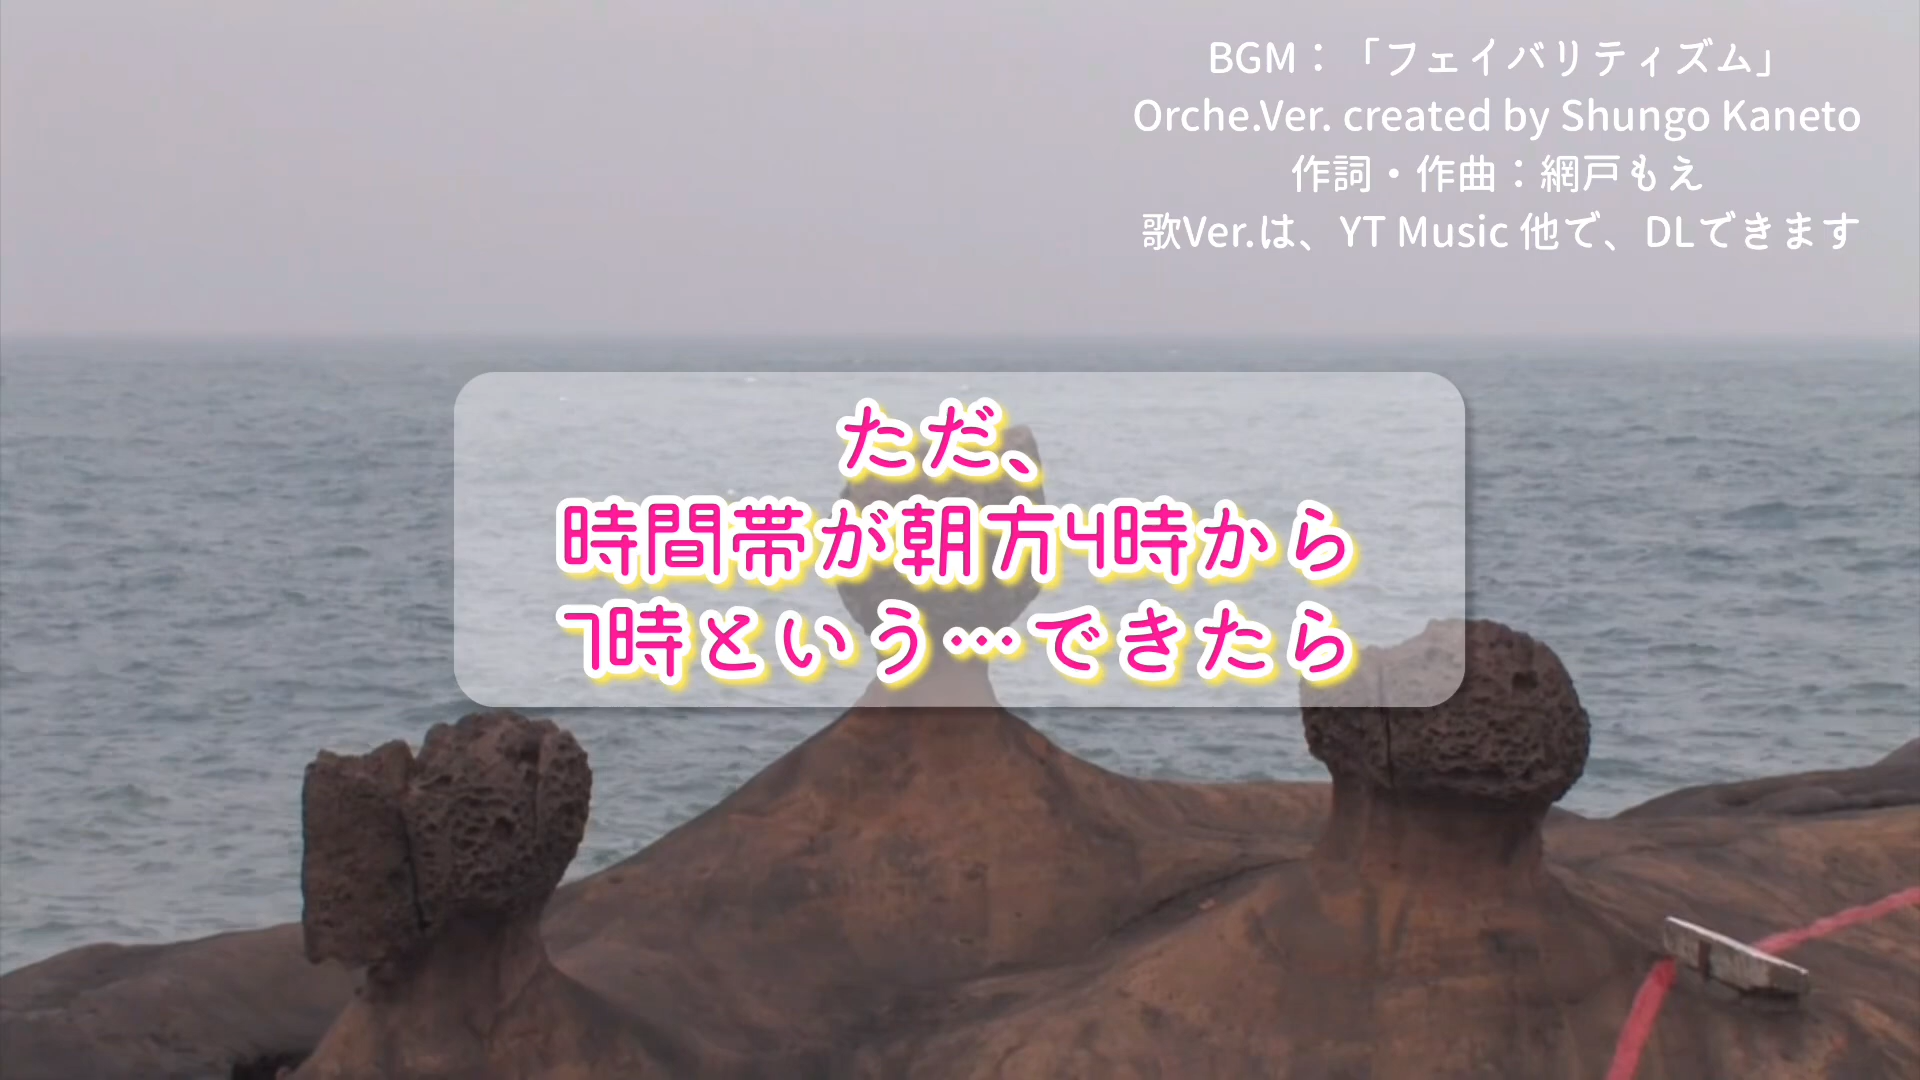 BGM：「フェイバリティズム」
Orche.Ver. created by Shungo Kaneto
作詞・作曲：網戸もえ
歌Ver.は、YT Music 他で、DLできます
ただ、
時間帯が朝方4時から
7時という…できたら